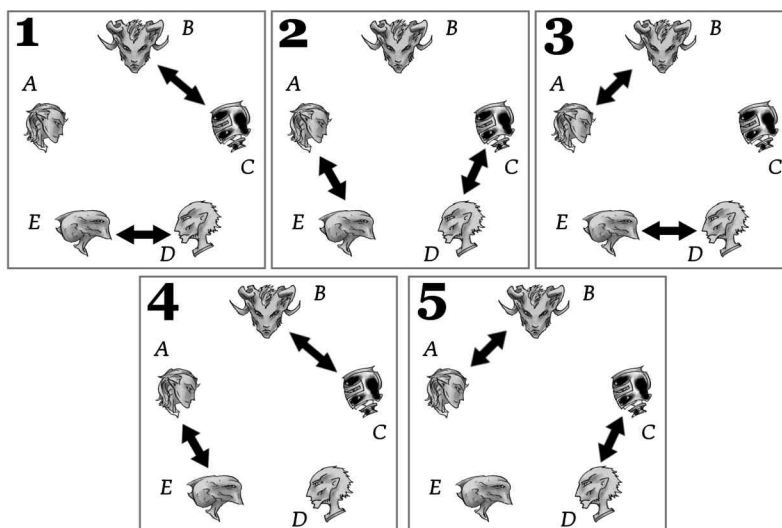 1 B 2 B 3 B
A A A
C C C
E E E
D D D
4 B 5 B
A A
C C
E E
D D